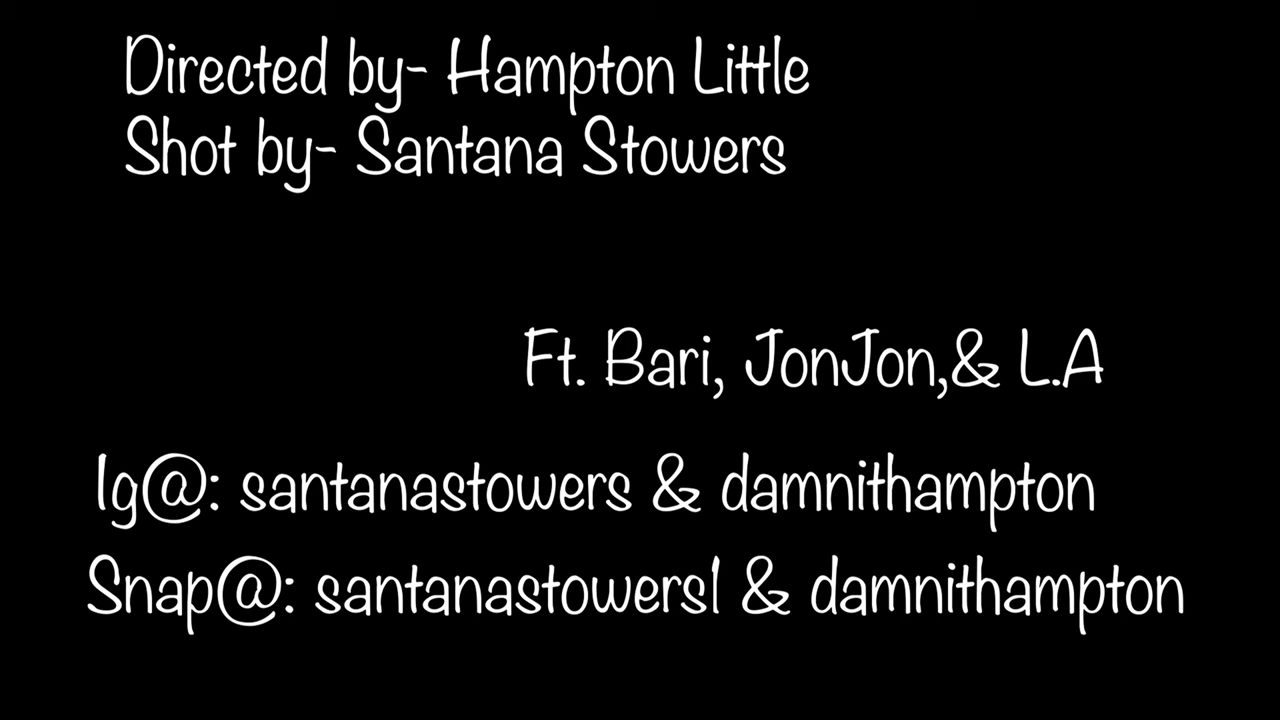 Directed by- Hampton Little
Shot by- Santana Stowers
Ft. Bari, JonJon,& L.A
Ig@: santanastowers & damnithampton
Snap@: santanastowers1 & damnithampton